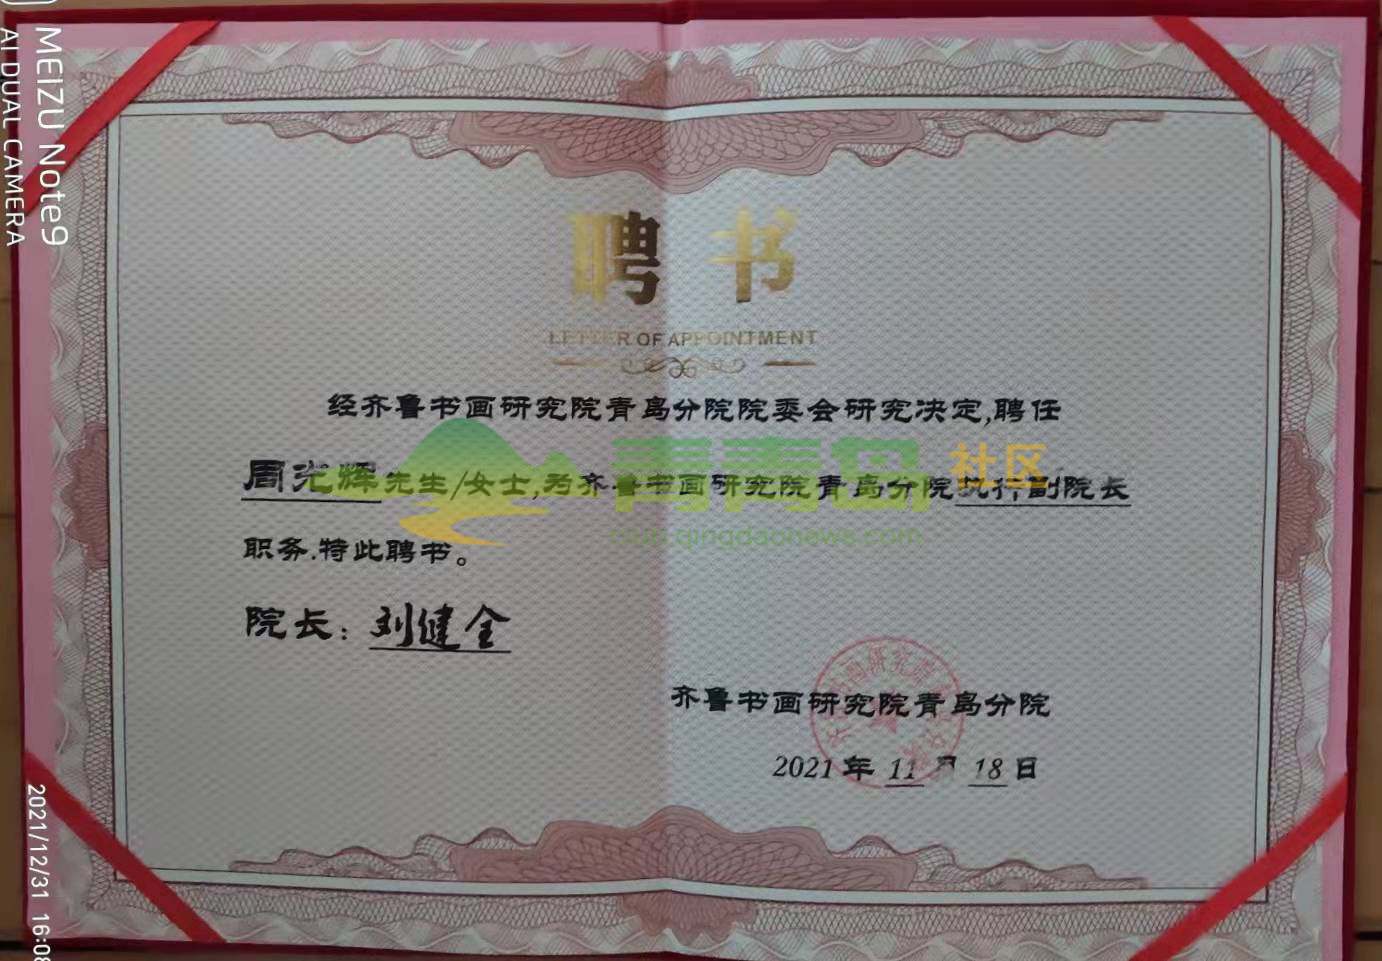 聘书
LETTER OF APPOINTMENT
经齐鲁书画研究院青岛分院院委会研究决定,聘任
周光辉先生/女士,为齐鲁书画研究院青岛分院执行副院长
职务.特此聘书。
院长：刘健全
齐鲁书画研究院青岛分院
2021年11月18日
青青岛社区
club.qingdaonews.com
MEIZU Note9
AI DUAL CAMERA
2021/12/31 16:08